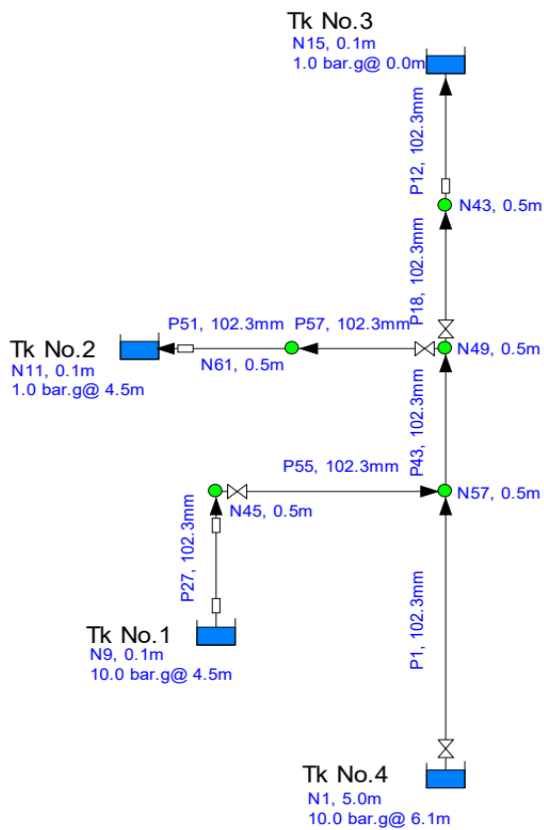 Tk No.3
N15, 0.1m
1.0 bar.g@ 0.0m
P12, 102.3mm
N43, 0.5m
P18, 102.3mm
P51, 102.3mm
P57, 102.3mm
Tk No.2
N11, 0.1m
1.0 bar.g@ 4.5m
N61, 0.5m
N49, 0.5m
P43, 102.3mm
P55, 102.3mm
N57, 0.5m
N45, 0.5m
P27, 102.3mm
Tk No.1
N9, 0.1m
10.0 bar.g@ 4.5m
P1, 102.3mm
Tk No.4
N1, 5.0m
10.0 bar.g@ 6.1m